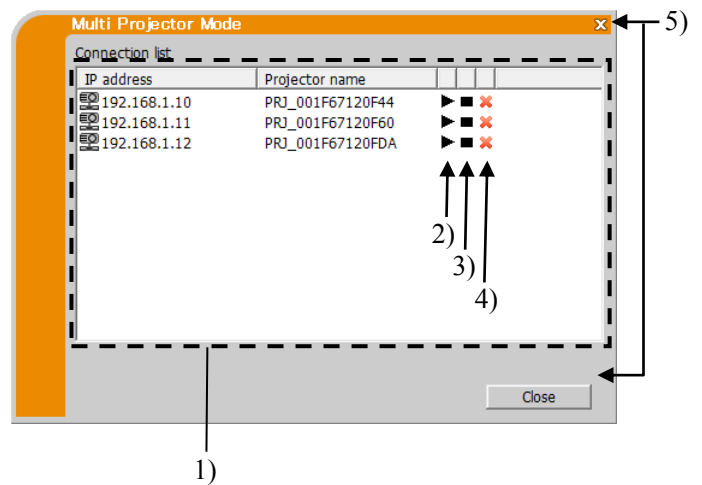 Multi Projector Mode x 5)
Connection list
IP address Projector name
192.168.1.10 PRJ_001F67120F44
192.168.1.11 PRJ_001F67120F60
192.168.1.12 PRJ_001F67120FDA
2)
3)
4)
Close
1)